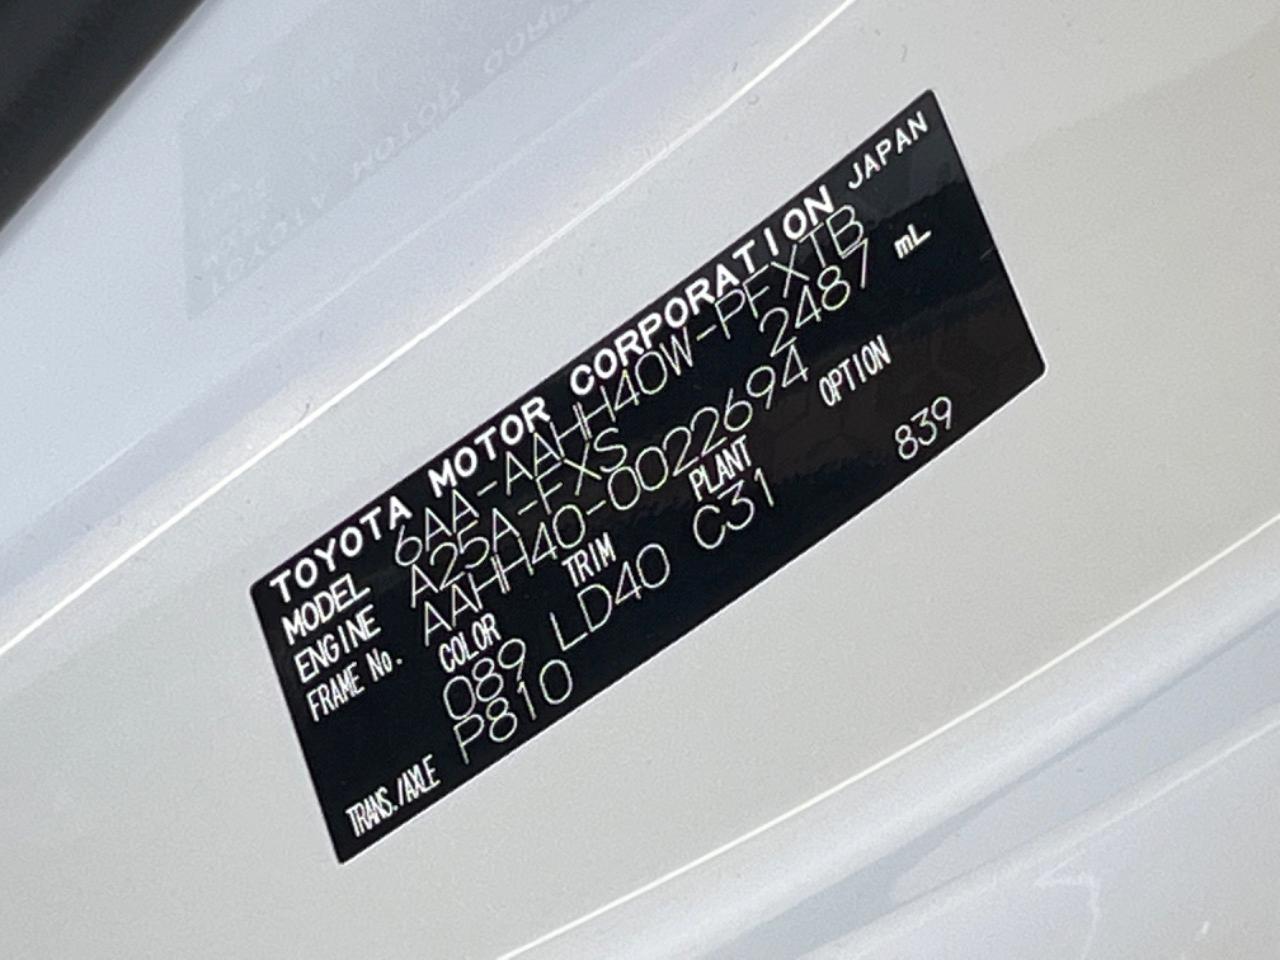 TOYOTA MOTOR CORPORATION JAPAN
MODEL 6AA-AAHH40W-PFXTB
ENGINE A25A-FXS 2487 mL
FRAME No. AAHH40-0022694
COLOR TRIM PLANT OPTION
089 LD40 C31 839
TRANS./AXLE P810